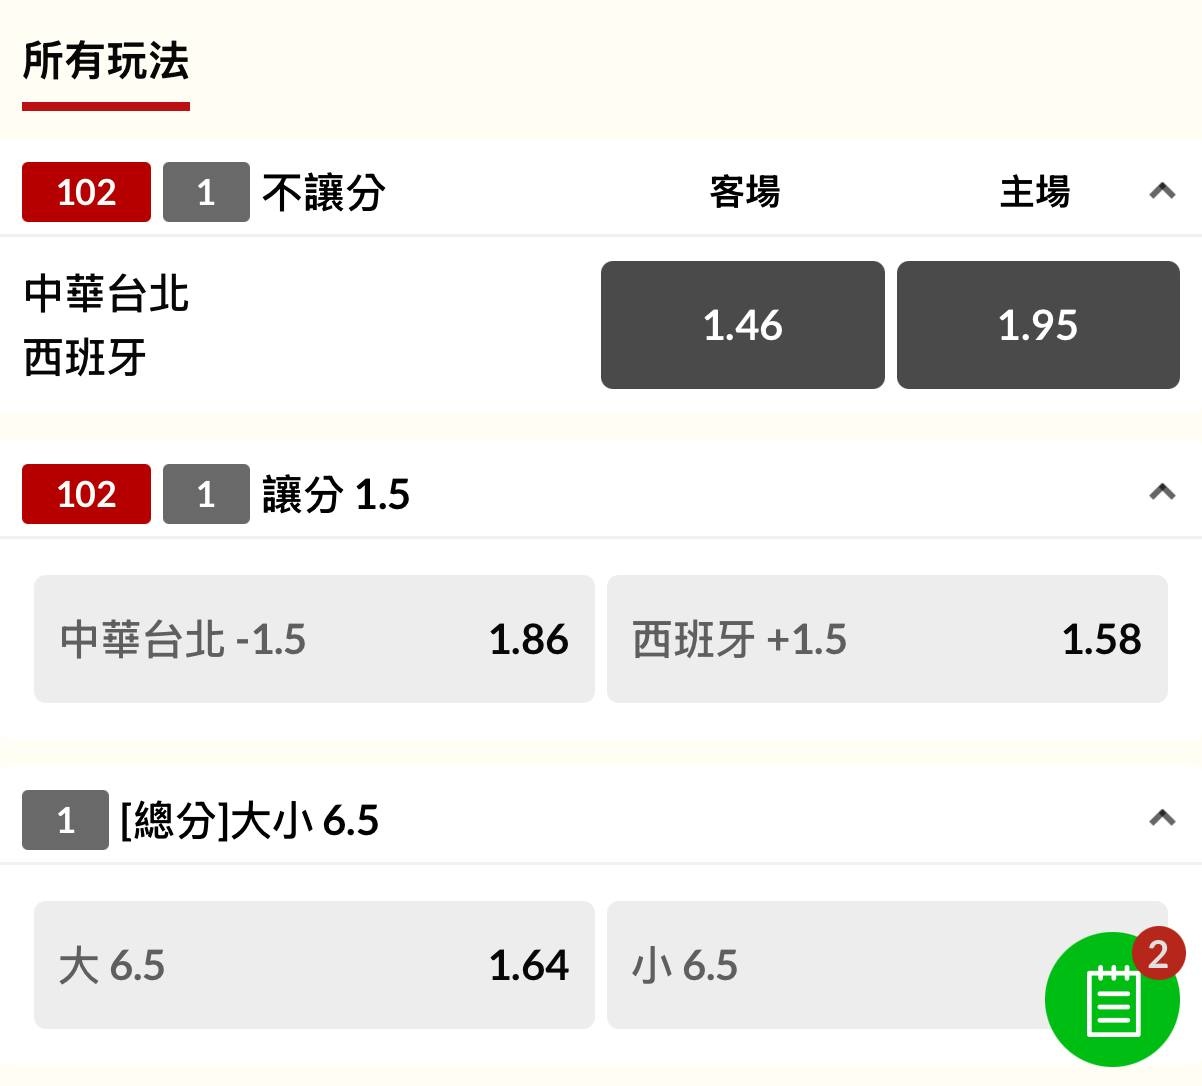 所有玩法
102 1 不讓分 客場 主場
中華台北
西班牙
1.46 1.95
102 1 讓分 1.5
中華台北 -1.5 1.86 西班牙 +1.5 1.58
1 [總分]大小 6.5
大 6.5 1.64 小 6.5
2